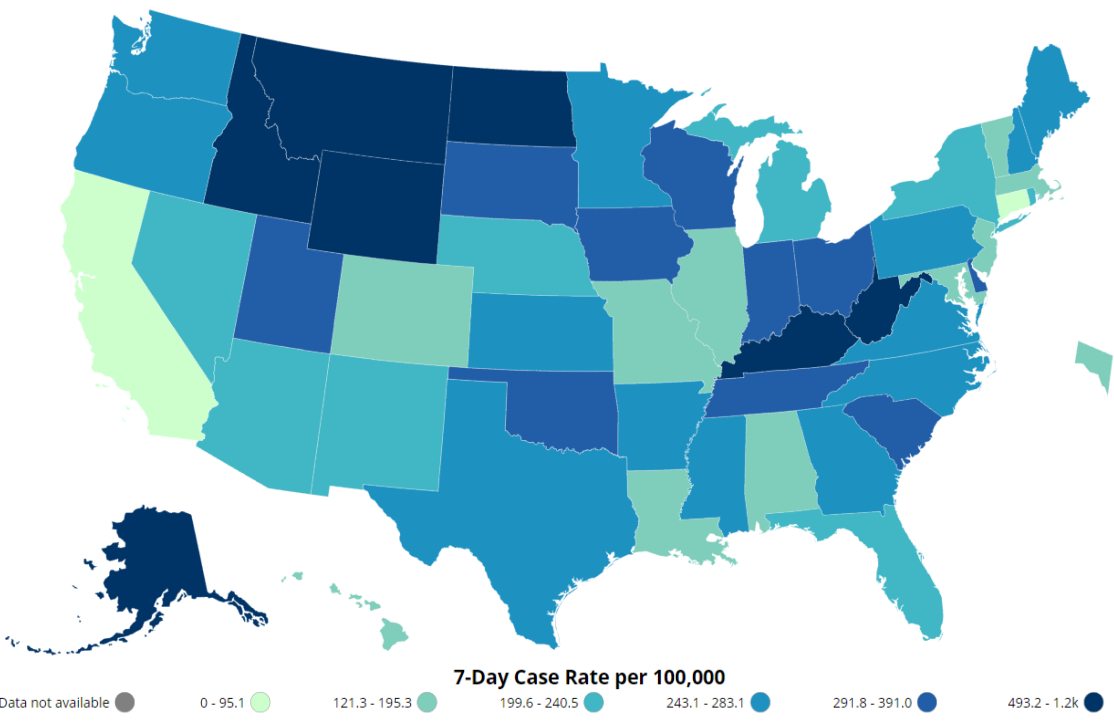 7-Day Case Rate per 100,000
Data not available 0 - 95.1 121.3 - 195.3 199.6 - 240.5 243.1 - 283.1 291.8 - 391.0 493.2 - 1.2k